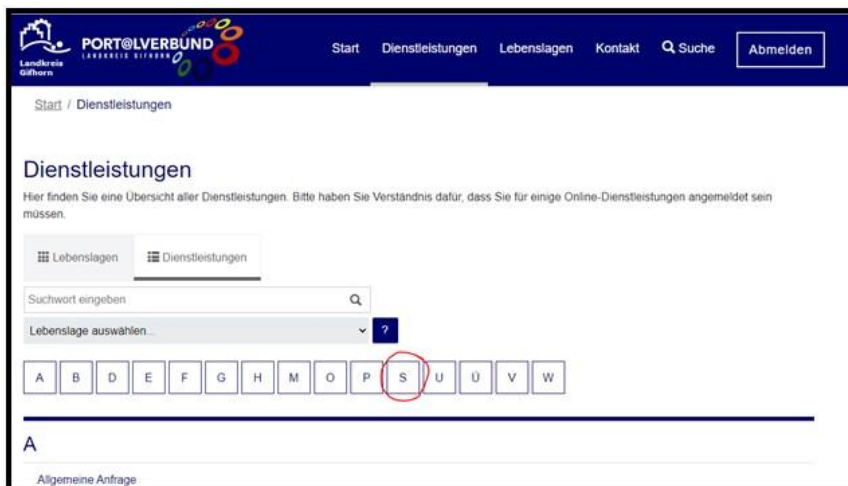 Landkreis
Gifhorn
PORT@LVERBUND
LANDKREIS GIFHORN
Start
Dienstleistungen
Lebenslagen
Kontakt
Suche
Abmelden
Start / Dienstleistungen
Dienstleistungen
Hier finden Sie eine Übersicht aller Dienstleistungen. Bitte haben Sie Verständnis dafür, dass Sie für einige Online-Dienstleistungen angemeldet sein
müssen.
Lebenslagen
Dienstleistungen
Suchwort eingeben
Lebenslage auswählen...
?
A B D E F G H M O P S U Ü V W
A
Allgemeine Anfrage